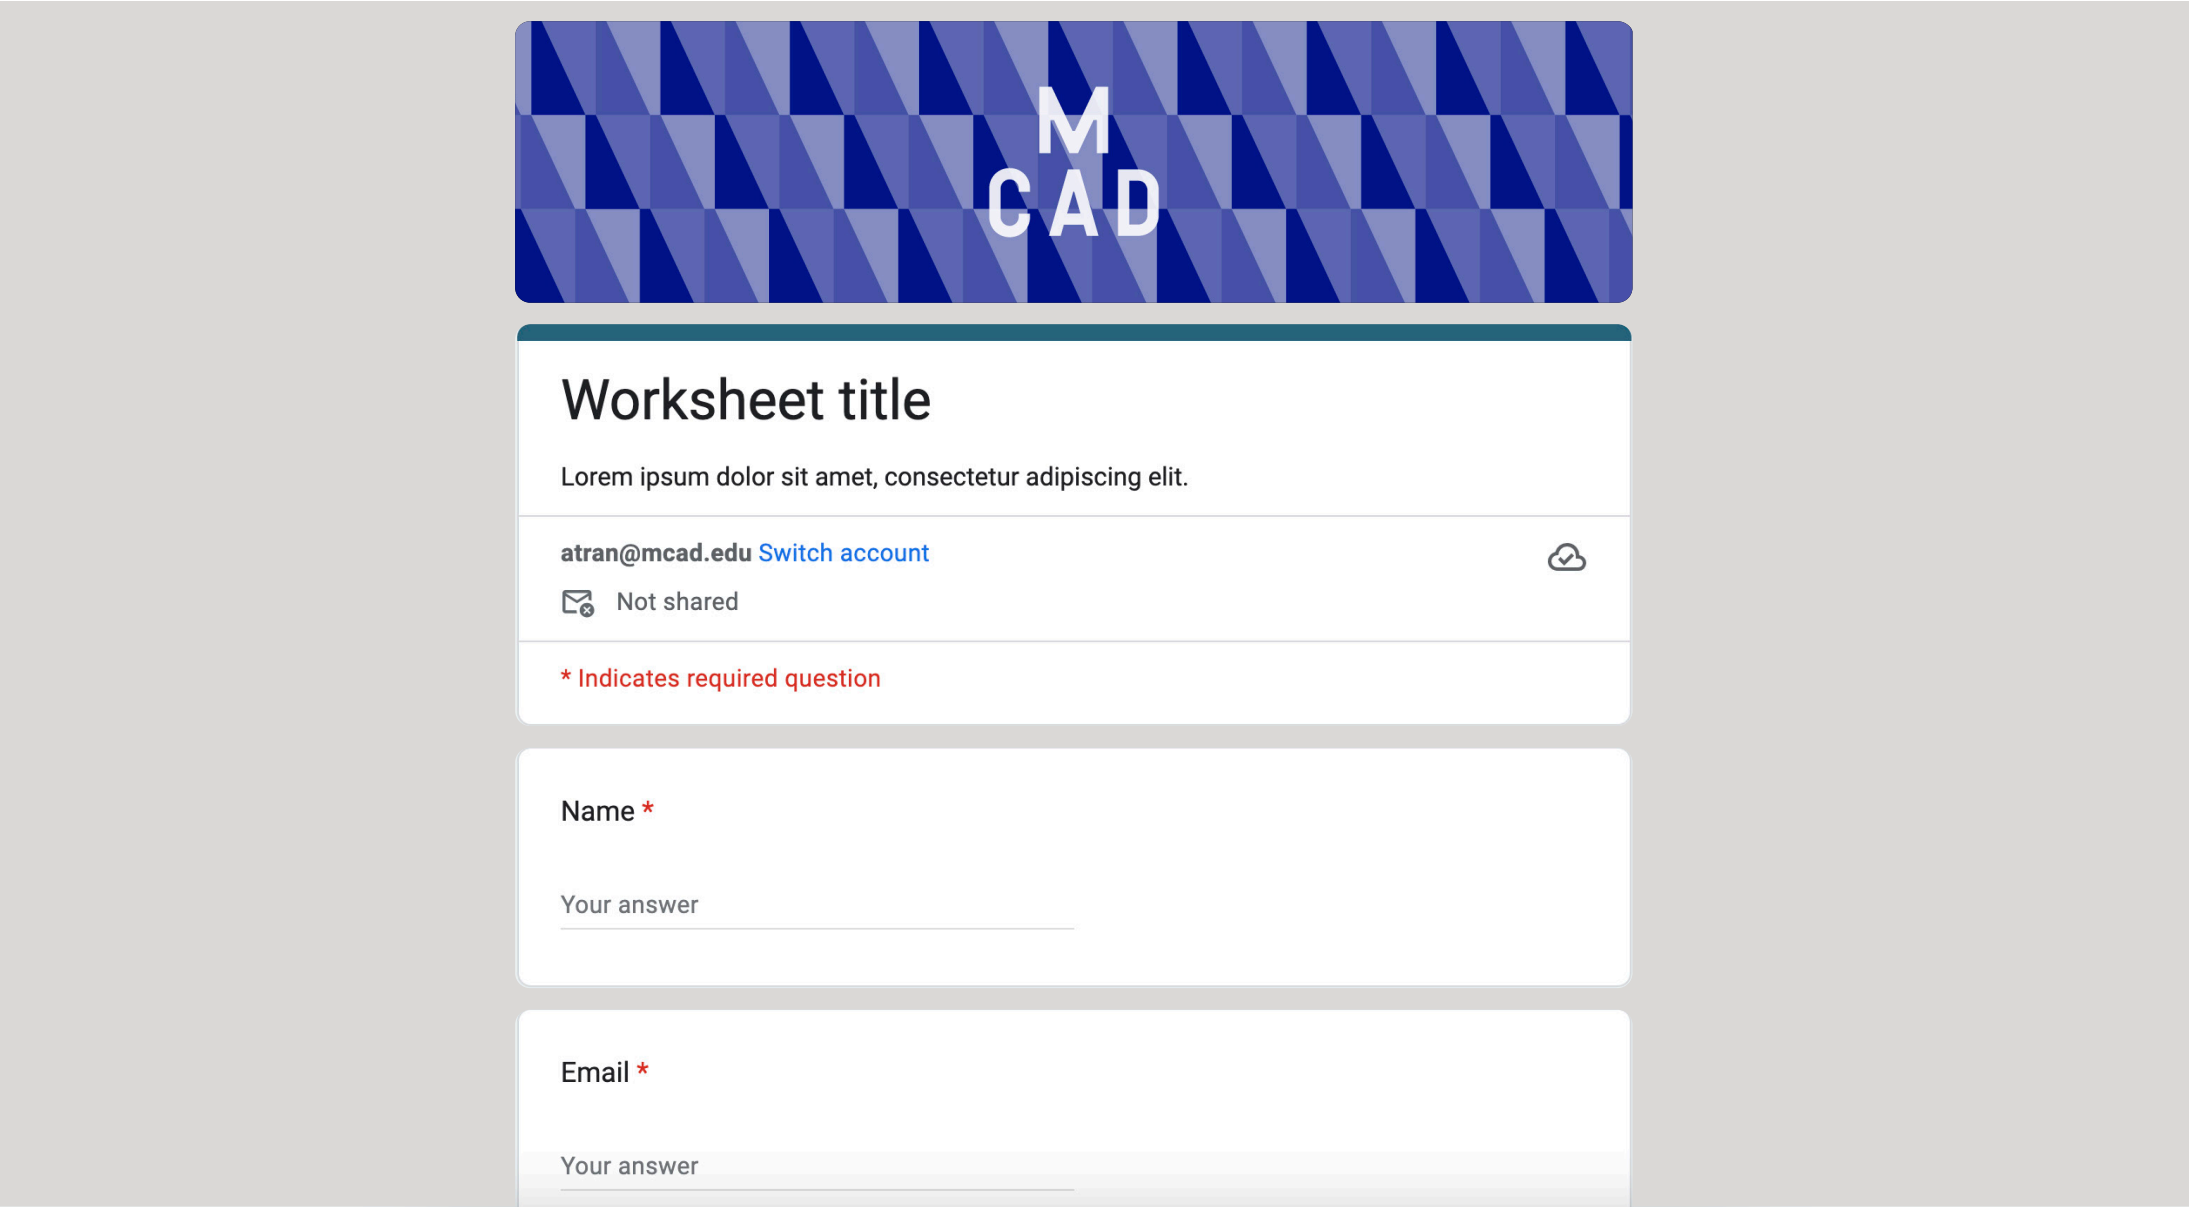 M
CAD
Worksheet title
Lorem ipsum dolor sit amet, consectetur adipiscing elit.
atran@mcad.edu Switch account
Not shared
* Indicates required question
Name *
Your answer
Email *
Your answer